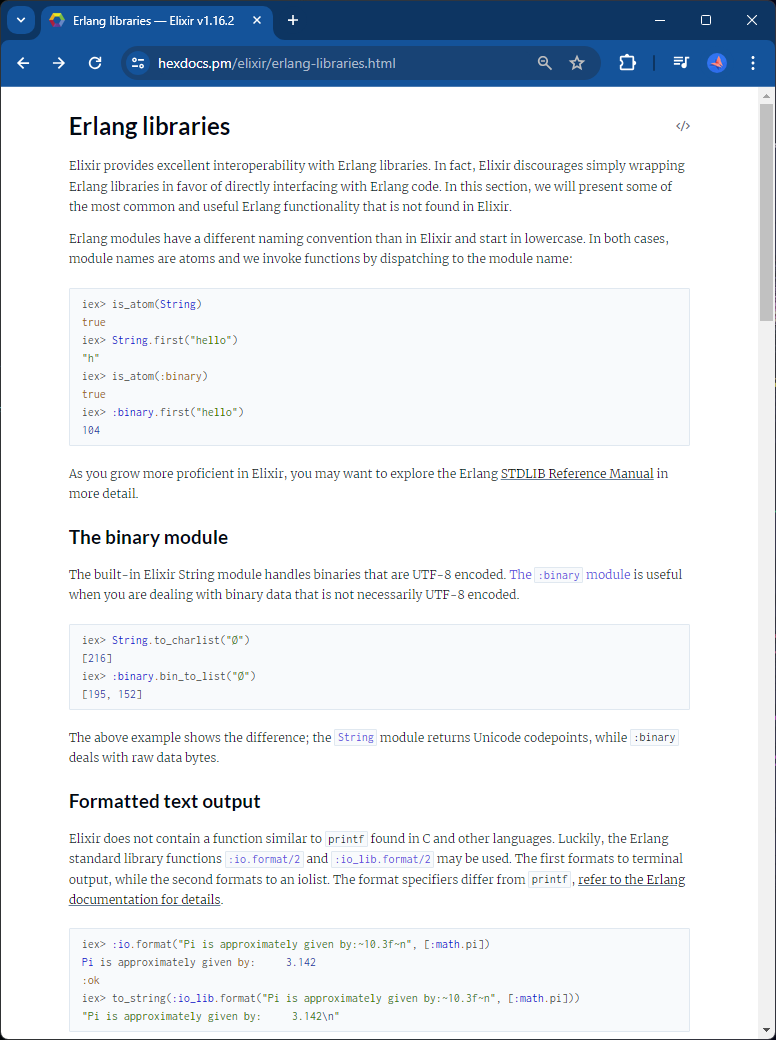 Erlang libraries — Elixir v1.16.2
hexdocs.pm/elixir/erlang-libraries.html
Erlang libraries
</>
Elixir provides excellent interoperability with Erlang libraries. In fact, Elixir discourages simply wrapping
Erlang libraries in favor of directly interfacing with Erlang code. In this section, we will present some of
the most common and useful Erlang functionality that is not found in Elixir.
Erlang modules have a different naming convention than in Elixir and start in lowercase. In both cases,
module names are atoms and we invoke functions by dispatching to the module name:
iex> is_atom(String)
true
iex> String.first("hello")
"h"
iex> is_atom(:binary)
true
iex> :binary.first("hello")
104
As you grow more proficient in Elixir, you may want to explore the Erlang STDLIB Reference Manual in
more detail.
The binary module
The built-in Elixir String module handles binaries that are UTF-8 encoded. The :binary module is useful
when you are dealing with binary data that is not necessarily UTF-8 encoded.
iex> String.to_charlist("Ø")
[216]
iex> :binary.bin_to_list("Ø")
[195, 152]
The above example shows the difference; the String module returns Unicode codepoints, while :binary
deals with raw data bytes.
Formatted text output
Elixir does not contain a function similar to printf found in C and other languages. Luckily, the Erlang
standard library functions :io.format/2 and :io_lib.format/2 may be used. The first formats to terminal
output, while the second formats to an iolist. The format specifiers differ from printf, refer to the Erlang
documentation for details.
iex> :io.format("Pi is approximately given by:~10.3f~n", [:math.pi])
Pi is approximately given by:     3.142
:ok
iex> to_string(:io_lib.format("Pi is approximately given by:~10.3f~n", [:math.pi]))
"Pi is approximately given by:     3.142\n"